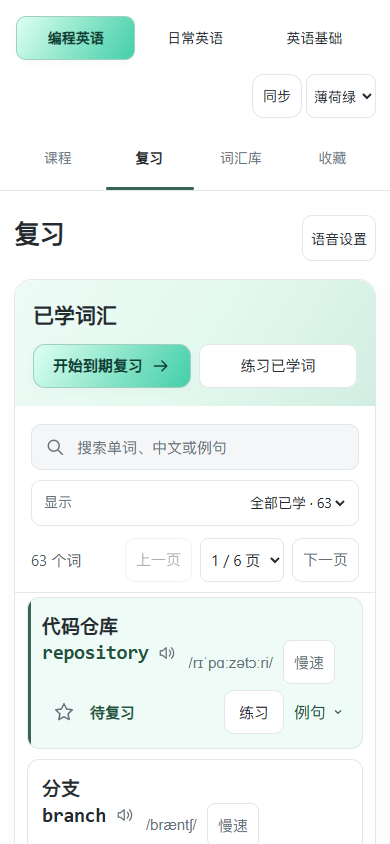 编程英语 日常英语 英语基础
同步 薄荷绿
课程 复习 词汇库 收藏
复习 语音设置
已学词汇
开始到期复习 → 练习已学词
搜索单词、中文或例句
显示 全部已学 · 63
63 个词 上一页 1 / 6 页 下一页
代码仓库
repository /rɪˈpɑːzətɔːri/ 慢速
待复习 练习 例句
分支
branch /bræntʃ/ 慢速